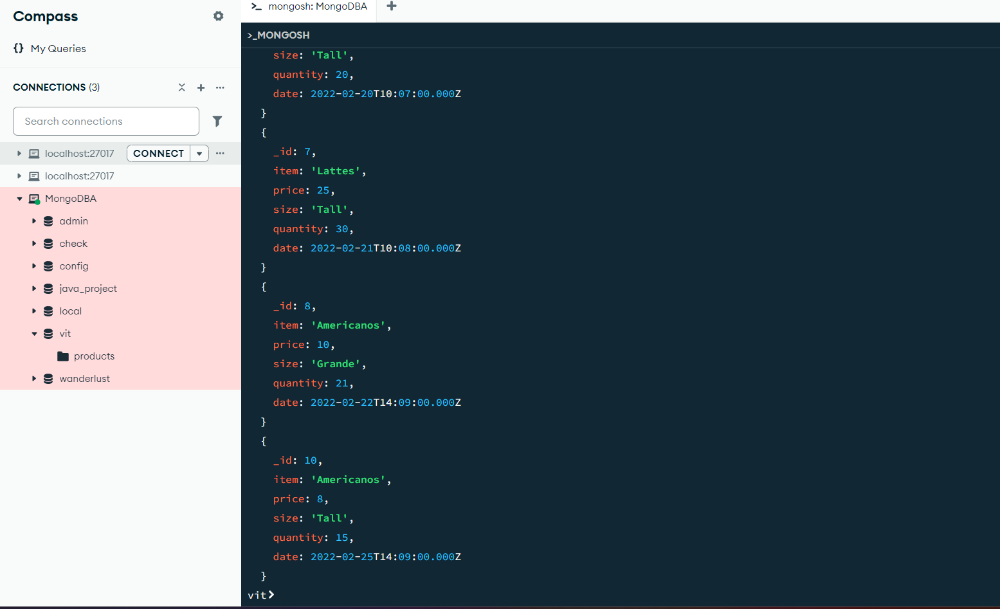 Compass
{} My Queries
CONNECTIONS (3)
Search connections
localhost:27017 CONNECT
localhost:27017
MongoDBA
admin
check
config
java_project
local
vit
products
wanderlust
>_ mongosh: MongoDBA
>_MONGOSH
size: 'Tall',
quantity: 20,
date: 2022-02-20T10:07:00.000Z
}
{
_id: 7,
item: 'Lattes',
price: 25,
size: 'Tall',
quantity: 30,
date: 2022-02-21T10:08:00.000Z
}
{
_id: 8,
item: 'Americanos',
price: 10,
size: 'Grande',
quantity: 21,
date: 2022-02-22T14:09:00.000Z
}
{
_id: 10,
item: 'Americanos',
price: 8,
size: 'Tall',
quantity: 15,
date: 2022-02-25T14:09:00.000Z
}
vit>